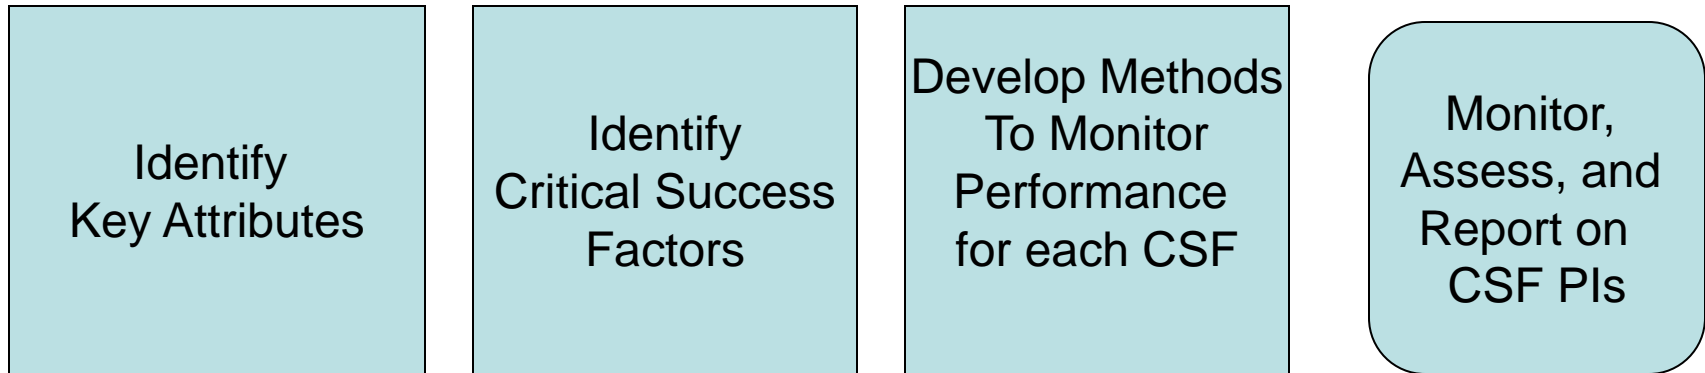 Identify
Key Attributes
Identify
Critical Success
Factors
Develop Methods
To Monitor
Performance
for each CSF
Monitor,
Assess, and
Report on
CSF PIs